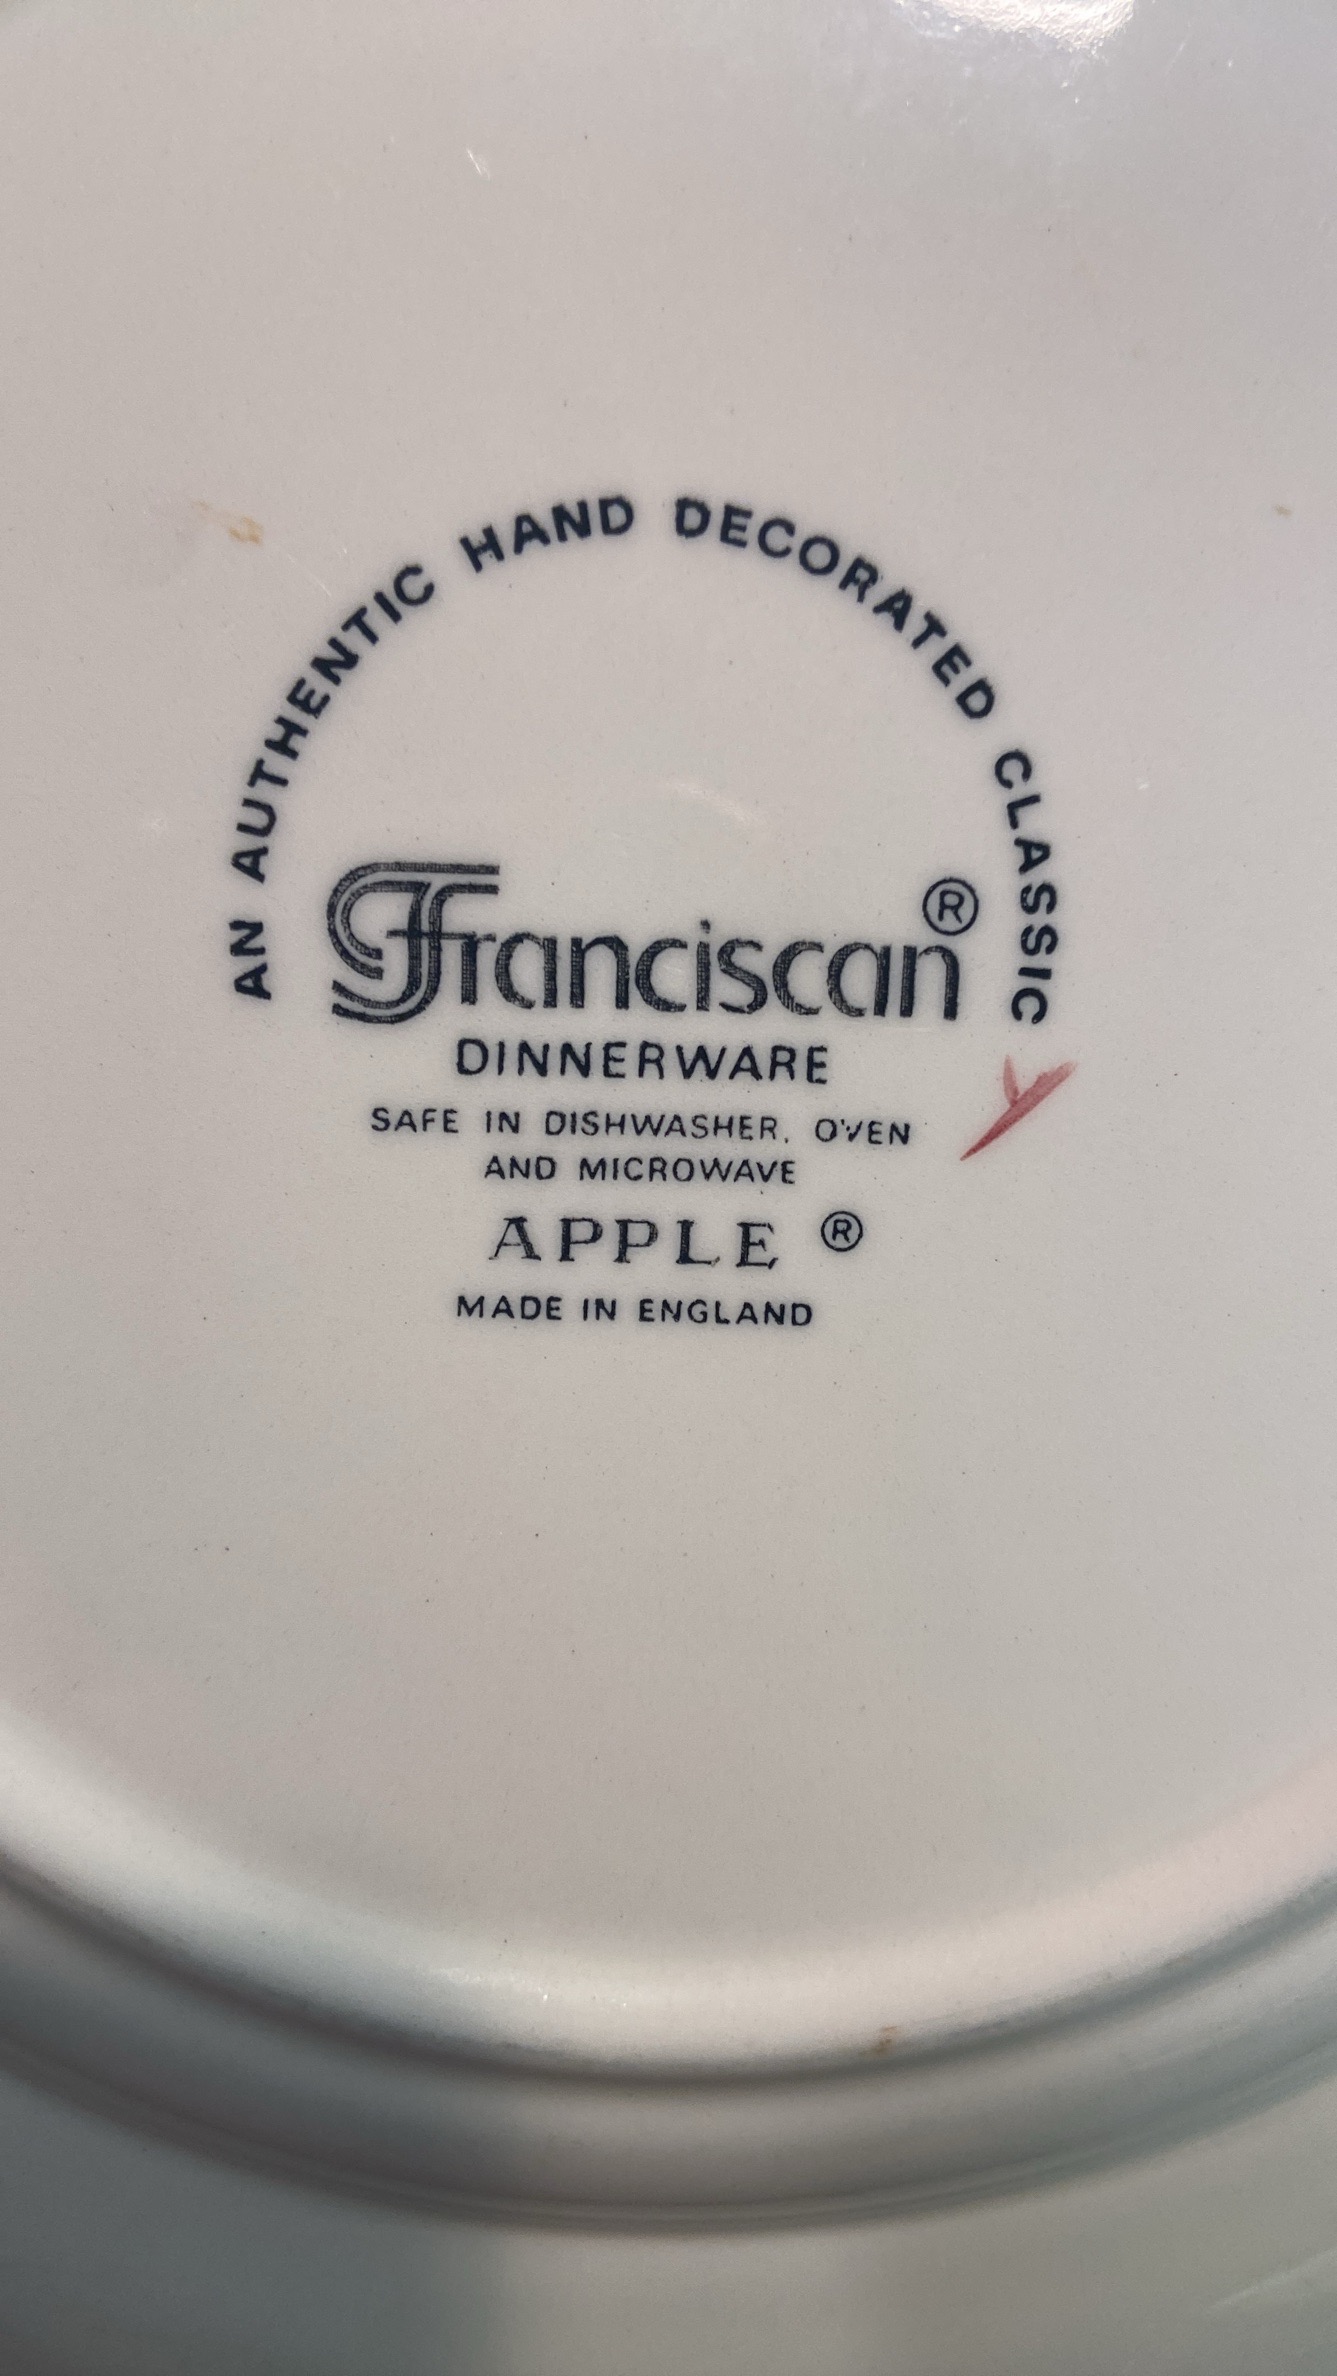 AN AUTHENTIC HAND DECORATED CLASSIC
Franciscan®
DINNERWARE
SAFE IN DISHWASHER, OVEN
AND MICROWAVE
APPLE ®
MADE IN ENGLAND
Y